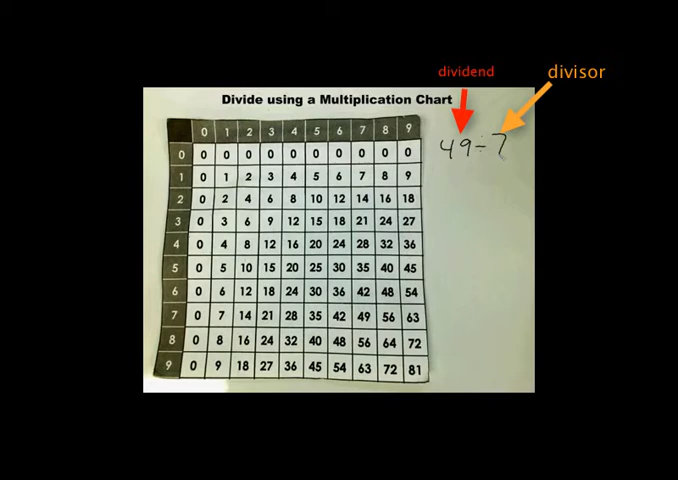 dividend
divisor
Divide using a Multiplication Chart
49÷7
0 1 2 3 4 5 6 7 8 9
0 0 0 0 0 0 0 0 0 0 0
1 0 1 2 3 4 5 6 7 8 9
2 0 2 4 6 8 10 12 14 16 18
3 0 3 6 9 12 15 18 21 24 27
4 0 4 8 12 16 20 24 28 32 36
5 0 5 10 15 20 25 30 35 40 45
6 0 6 12 18 24 30 36 42 48 54
7 0 7 14 21 28 35 42 49 56 63
8 0 8 16 24 32 40 48 56 64 72
9 0 9 18 27 36 45 54 63 72 81